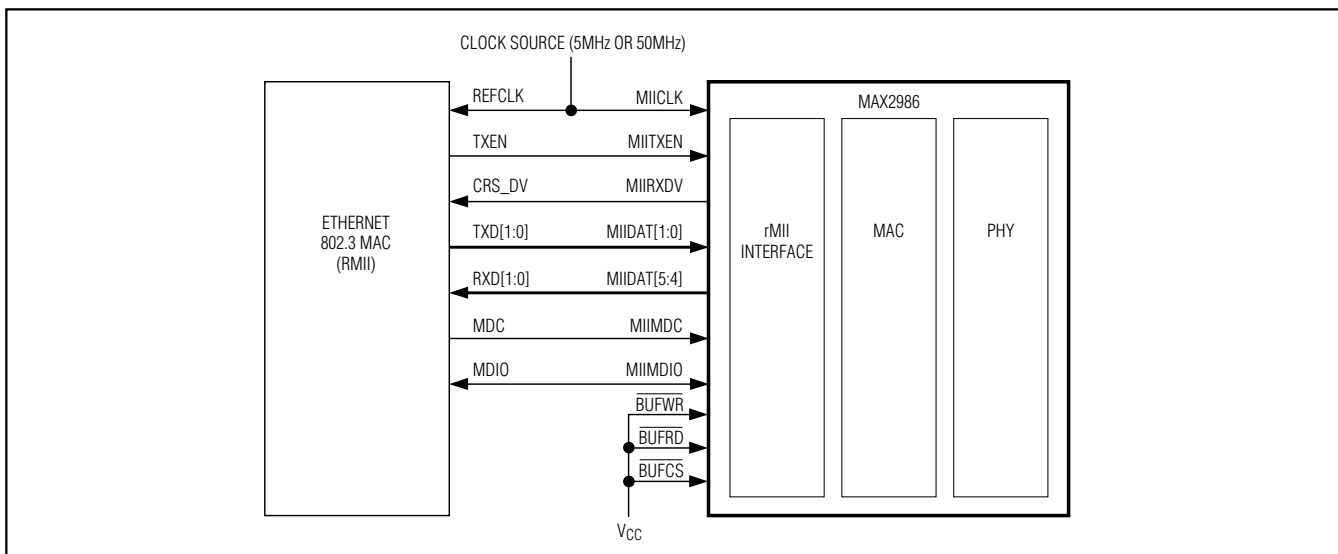 CLOCK SOURCE (5MHz OR 50MHz)
REFCLK MIICLK
MAX2986
TXEN MIITXEN
CRS_DV MIIRXDV
ETHERNET
802.3 MAC
(RMII)
TXD[1:0] MIIDAT[1:0]
rMII
INTERFACE
MAC
PHY
RXD[1:0] MIIDAT[5:4]
MDC MIIMDC
MDIO MIIMDIO
BUFWR
BUFRD
BUFCS
VCC